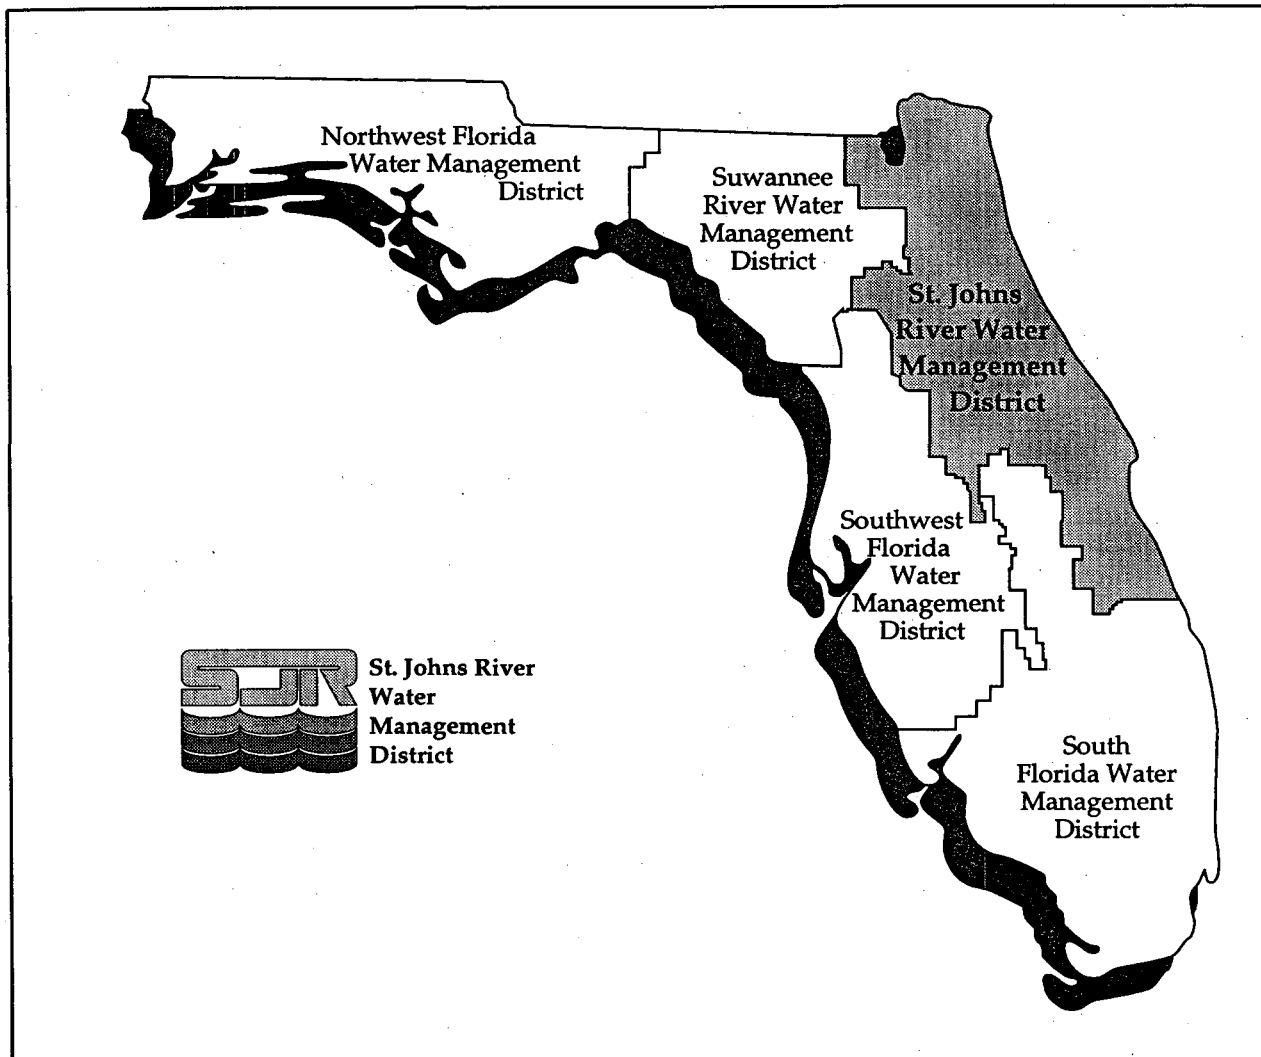 Northwest Florida
Water Management
District
Suwannee
River Water
Management
District
St. Johns
River Water
Management
District
Southwest
Florida
Water
Management
District
SJR
St. Johns River
Water
Management
District
South
Florida Water
Management
District